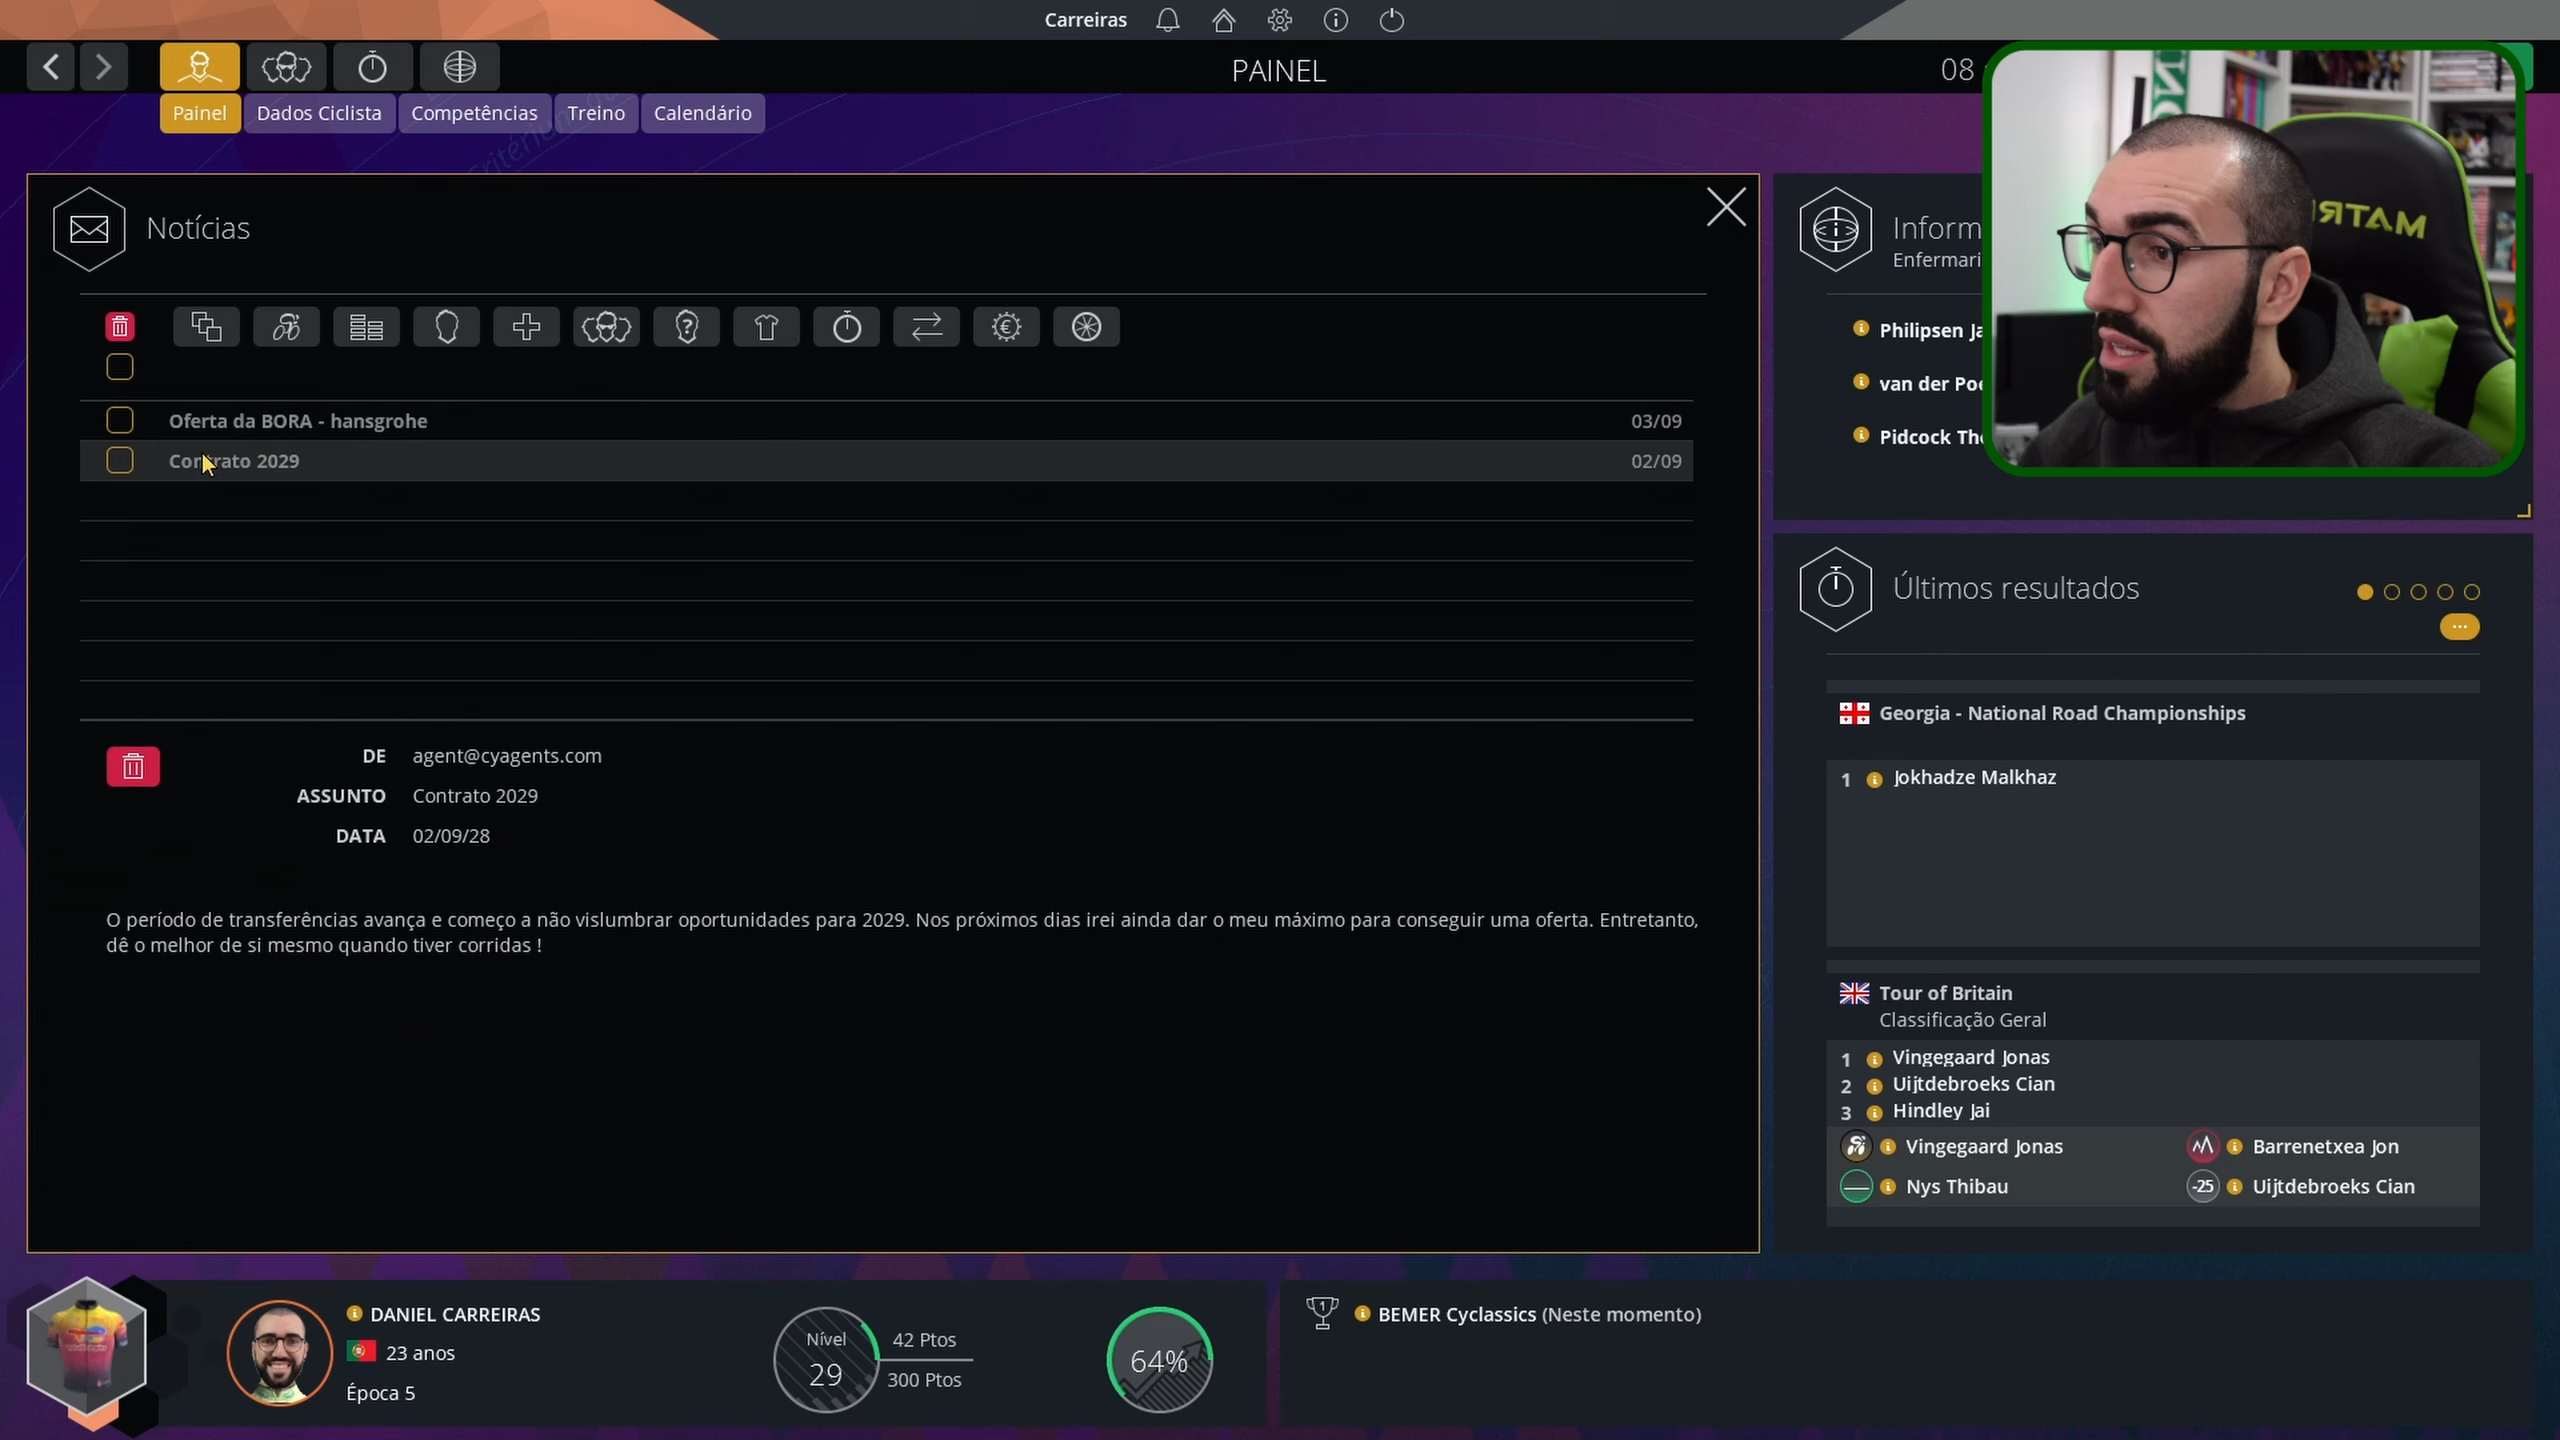 Carreiras
PAINEL
08
Painel
Dados Ciclista
Competências
Treino
Calendário
Notícias
Oferta da BORA - hansgrohe 03/09
Contrato 2029 02/09
DE agent@cyagents.com
ASSUNTO Contrato 2029
DATA 02/09/28
O período de transferências avança e começo a não vislumbrar oportunidades para 2029. Nos próximos dias irei ainda dar o meu máximo para conseguir uma oferta. Entretanto,
dê o melhor de si mesmo quando tiver corridas !
Inform
Enfermari
Philipsen Ja
van der Poe
Pidcock Tho
MATR
Últimos resultados
Georgia - National Road Championships
1 Jokhadze Malkhaz
Tour of Britain
Classificação Geral
1 Vingegaard Jonas
2 Uijtdebroeks Cian
3 Hindley Jai
Vingegaard Jonas
Barrenetxea Jon
Nys Thibau
-25 Uijtdebroeks Cian
DANIEL CARREIRAS
23 anos
Época 5
Nível
29
42 Ptos
300 Ptos
64%
1
BEMER Cyclassics (Neste momento)